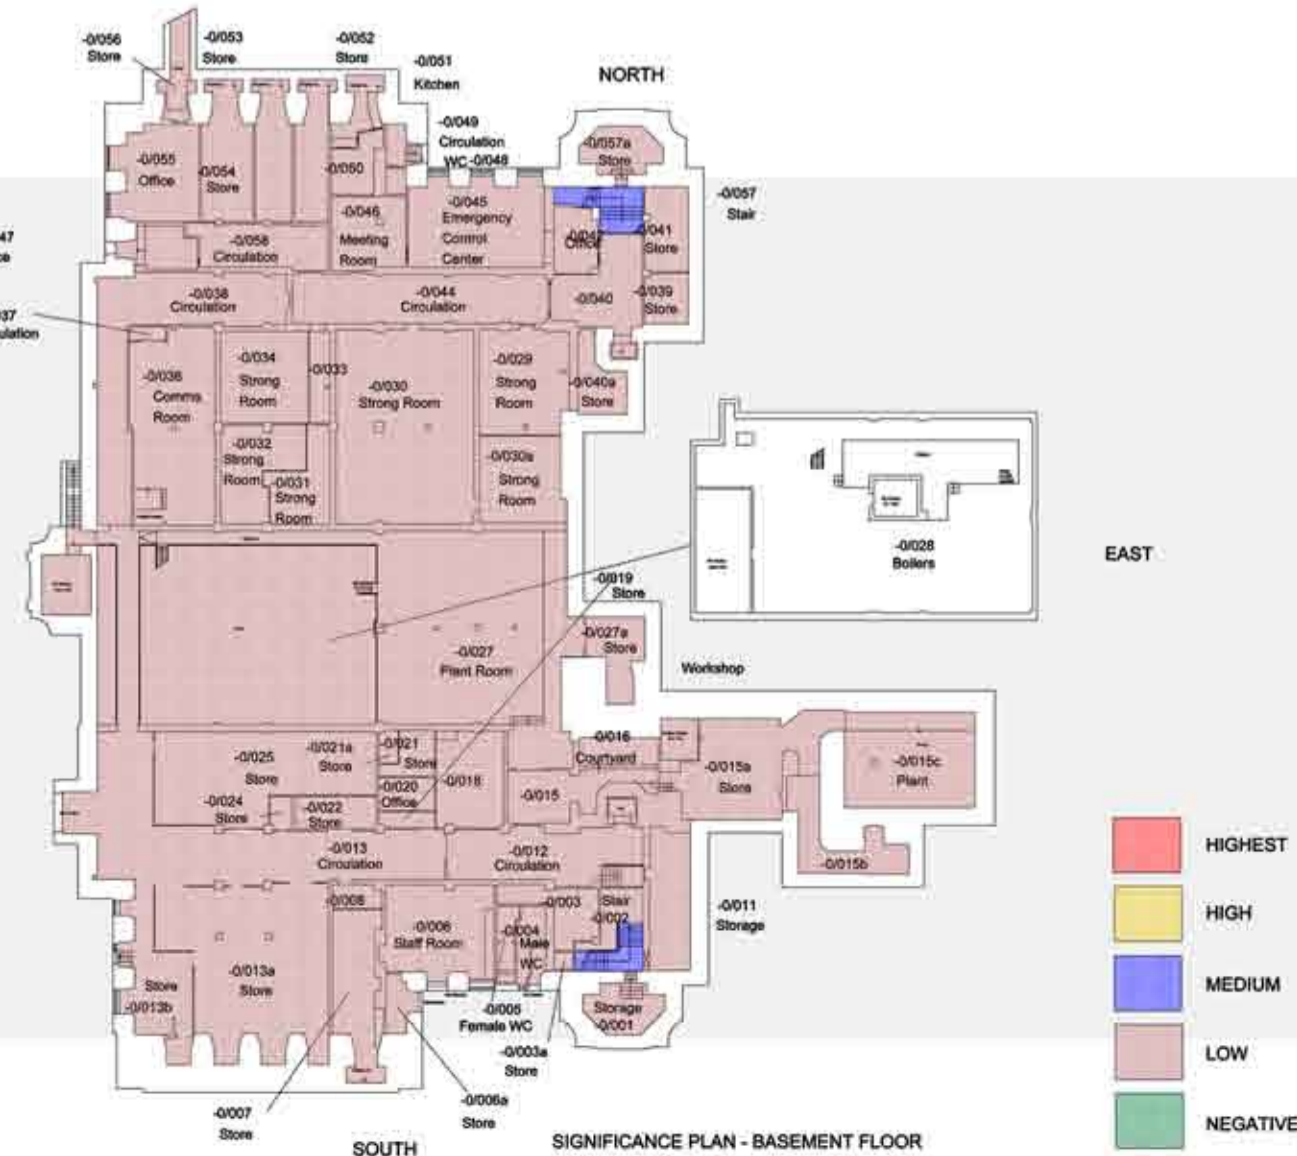 -0/056
Store
-0/053
Store
-0/052
Store
-0/051
Kitchen
NORTH
-0/049
Circulation
WC -0/048
-0/057a
Store
-0/055
Office
-0/054
Store
-0/050
-0/045
Emergency
Control
Center
-0/046
Meeting
Room
-0/057
Stair
Office
-0/041
Store
47
-0/058
Circulation
-0/038
Circulation
-0/044
Circulation
-0/040
-0/039
Store
37
ulation
-0/036
Comms
Room
-0/034
Strong
Room
-0/033
-0/030
Strong Room
-0/029
Strong
Room
-0/040a
Store
-0/032
Strong
Room
-0/031
Strong
Room
-0/030a
Strong
Room
-0/028
Boilers
EAST
-0/019
Store
-0/027a
Store
-0/027
Plant Room
Workshop
-0/016
Courtyard
-0/025
Store
-0/021a
Store
-0/021
Store
-0/020
Office
-0/018
-0/015
-0/015a
Store
-0/015c
Plant
-0/024
Store
-0/022
Store
-0/015b
-0/013
Circulation
-0/012
Circulation
-0/008
-0/006
Staff Room
-0/003
Stair
-0/002
-0/004
Male
WC
-0/011
Storage
-0/013a
Store
Store
-0/013b
Storage
-0/001
-0/005
Female WC
-0/003a
Store
-0/006a
Store
-0/007
Store
SOUTH
SIGNIFICANCE PLAN - BASEMENT FLOOR
HIGHEST
HIGH
MEDIUM
LOW
NEGATIVE